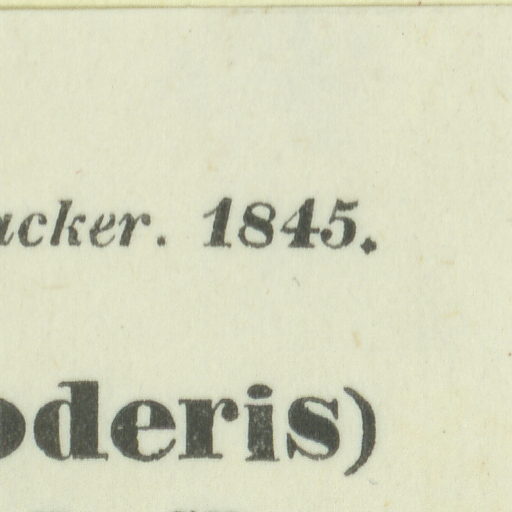 acker. 1845.
oderis)